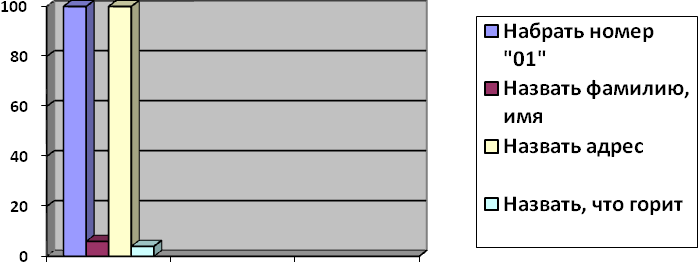 100
80
60
40
20
0
Набрать номер
"01"
Назвать фамилию,
имя
Назвать адрес
Назвать, что горит